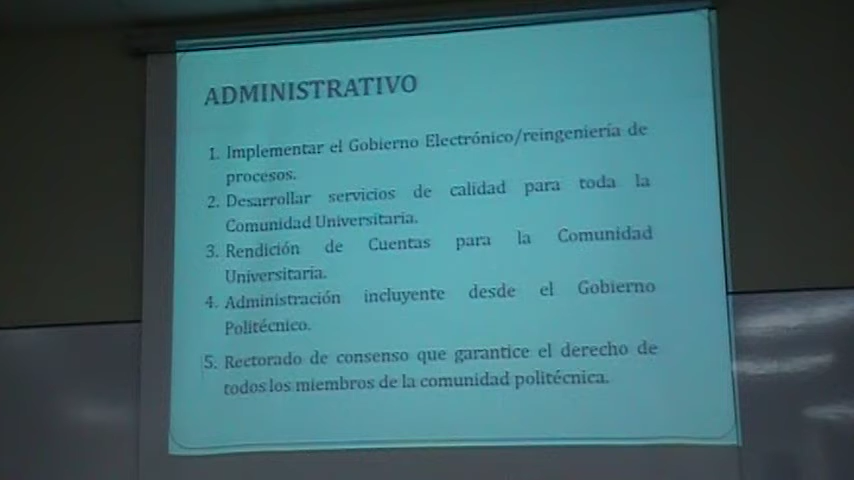 ADMINISTRATIVO
1. Implementar el Gobierno Electrónico/reingeniería de
procesos.
2. Desarrollar servicios de calidad para toda la
Comunidad Universitaria.
3. Rendición de Cuentas para la Comunidad
Universitaria.
4. Administración incluyente desde el Gobierno
Politécnico.
5. Rectorado de consenso que garantice el derecho de
todos los miembros de la comunidad politécnica.